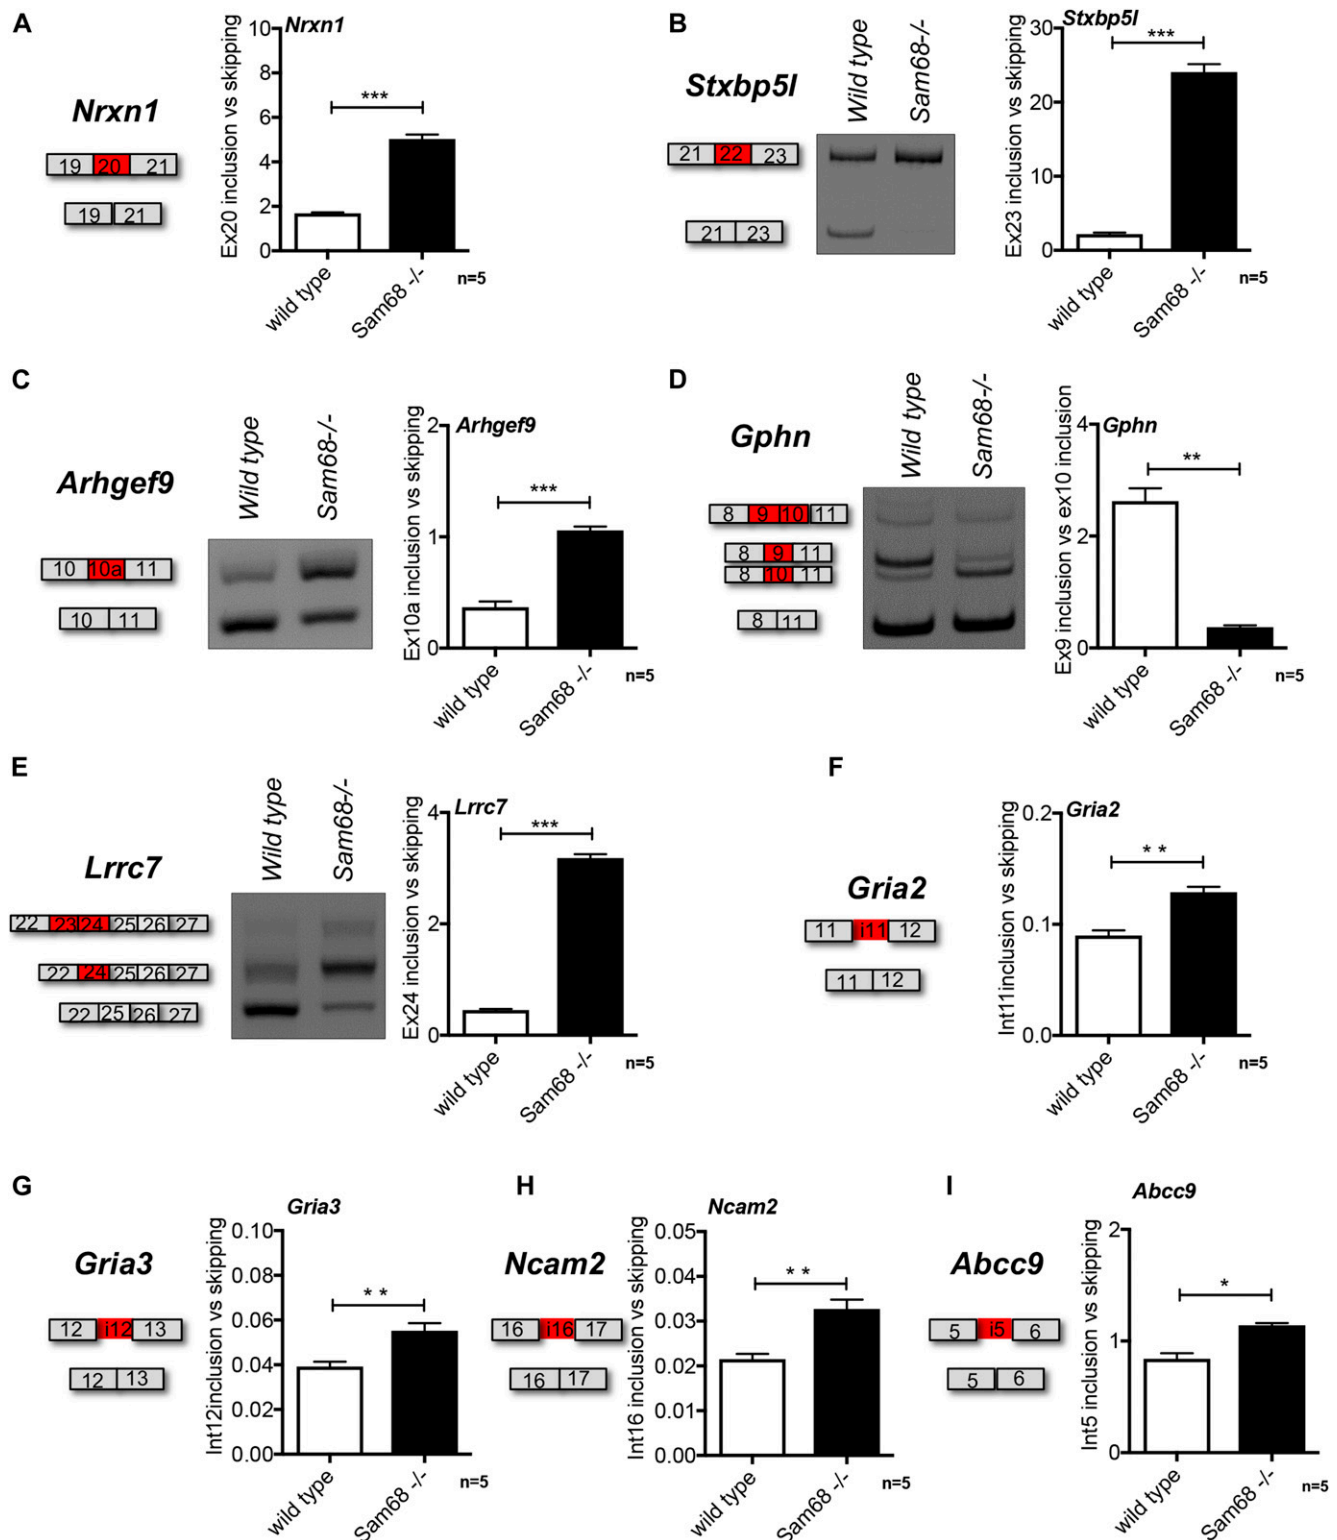 A
Nrxn1
19 20 21
19 21
Nrxn1
Ex20 inclusion vs skipping
10
8
6
4
2
0
***
wild type
Sam68 -/-
n=5
B
Stxbp5l
21 22 23
21 23
Wild type
Sam68-/-
Stxbp5l
Ex23 inclusion vs skipping
30
20
10
0
***
wild type
Sam68 -/-
n=5
C
Arhgef9
10 10a 11
10 11
Wild type
Sam68-/-
Arhgef9
Ex10a inclusion vs skipping
2
1
0
***
wild type
Sam68 -/-
n=5
D
Gphn
8 9 10 11
8 9 11
8 10 11
8 11
Wild type
Sam68-/-
Gphn
Ex9 inclusion vs ex10 inclusion
4
2
0
**
wild type
Sam68 -/-
n=5
E
Lrrc7
22 23 24 25 26 27
22 24 25 26 27
22 25 26 27
Wild type
Sam68-/-
Lrrc7
Ex24 inclusion vs skipping
4
2
0
***
wild type
Sam68 -/-
n=5
F
Gria2
11 i11 12
11 12
Gria2
Int11inclusion vs skipping
0.2
0.1
0.0
* *
wild type
Sam68 -/-
n=5
G
Gria3
12 i12 13
12 13
Gria3
Int12inclusion vs skipping
0.10
0.08
0.06
0.04
0.02
0.00
* *
wild type
Sam68 -/-
n=5
H
Ncam2
16 i16 17
16 17
Ncam2
Int16 inclusion vs skipping
0.05
0.04
0.03
0.02
0.01
0.00
* *
wild type
Sam68 -/-
n=5
I
Abcc9
5 i5 6
5 6
Abcc9
Int5 inclusion vs skipping
2
1
0
*
wild type
Sam68 -/-
n=5